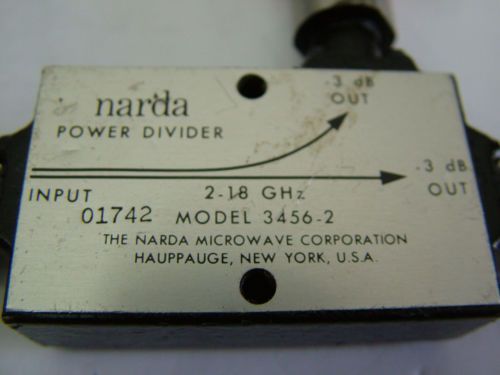 narda
POWER DIVIDER
-3 dB
OUT
-3 dB
OUT
INPUT
2-18 GHz
01742 MODEL 3456-2
THE NARDA MICROWAVE CORPORATION
HAUPPAUGE, NEW YORK, U.S.A.